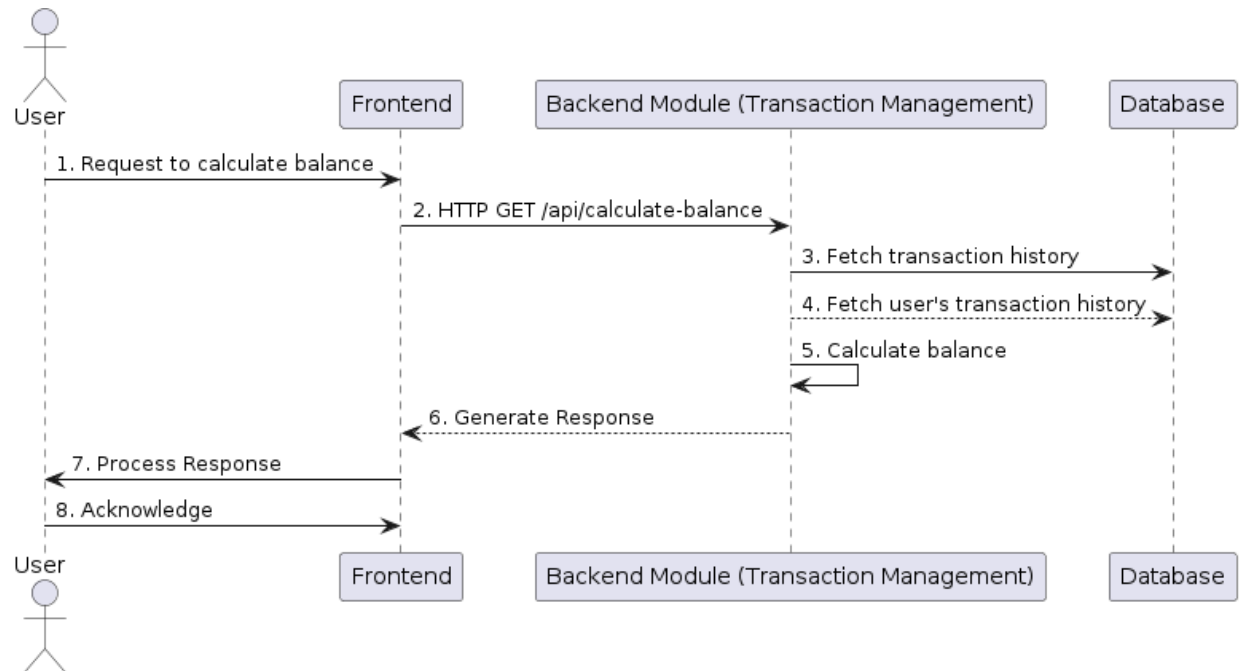 User
Frontend
Backend Module (Transaction Management)
Database
1. Request to calculate balance
2. HTTP GET /api/calculate-balance
3. Fetch transaction history
4. Fetch user's transaction history
5. Calculate balance
6. Generate Response
7. Process Response
8. Acknowledge
User
Frontend
Backend Module (Transaction Management)
Database